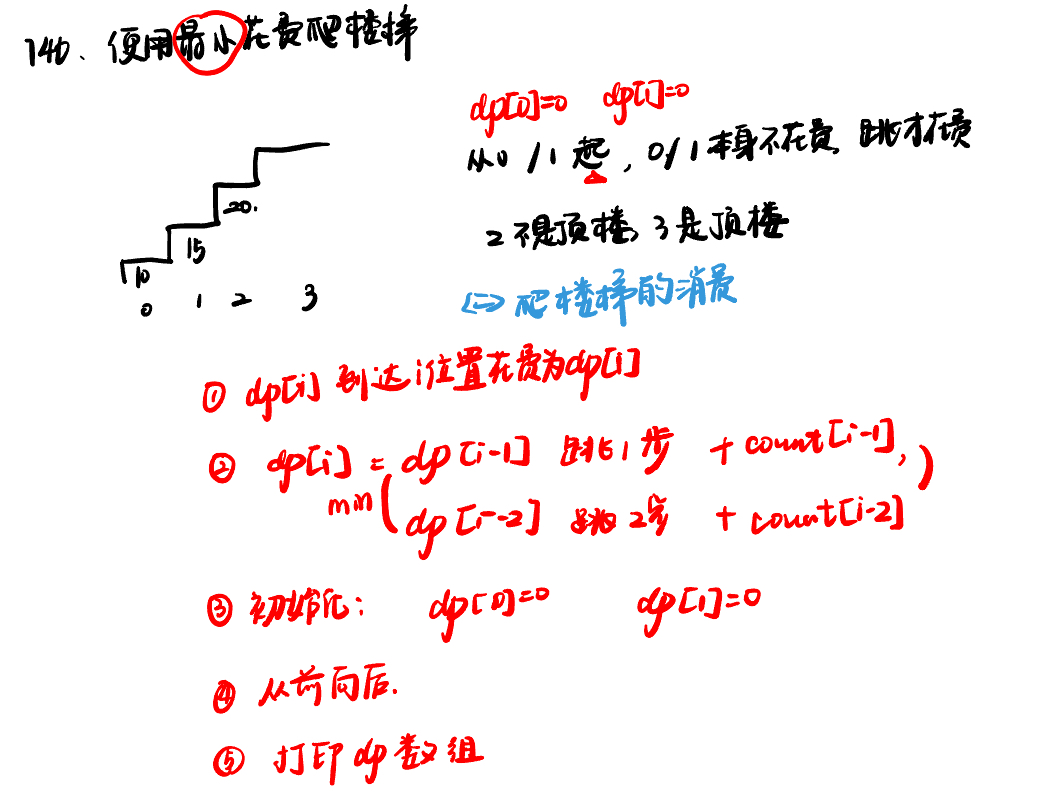 746、使用最小花费爬楼梯
dp[0]=0 dp[1]=0
从0/1起,0/1本身不花费,跳才花费
2不是顶楼,3是顶楼
爬楼梯的消费
20.
15
10
0 1 2 3
① dp[i] 到达i位置花费为dp[i]
② dp[i] = dp[i-1] 跳1步 + count[i-1],)
min( dp[i-2] 跳2步 + count[i-2]
③ 初始化: dp[0]=0 dp[1]=0
④ 从前向后.
⑤ 打印dp数组